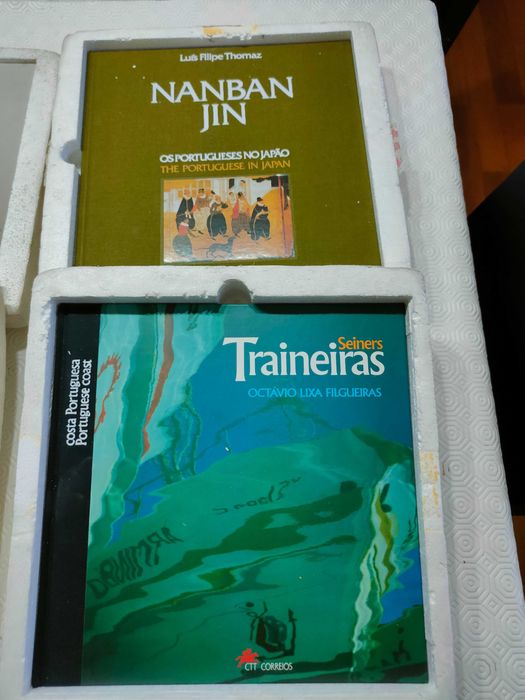 Luís Filipe Thomaz
NANBAN
JIN
OS PORTUGUESES NO JAPÃO
THE PORTUGUESE IN JAPAN
Seiners
Traineiras
OCTÁVIO LIXA FILGUEIRAS
costa Portuguesa
Portuguese coast
CTT CORREIOS